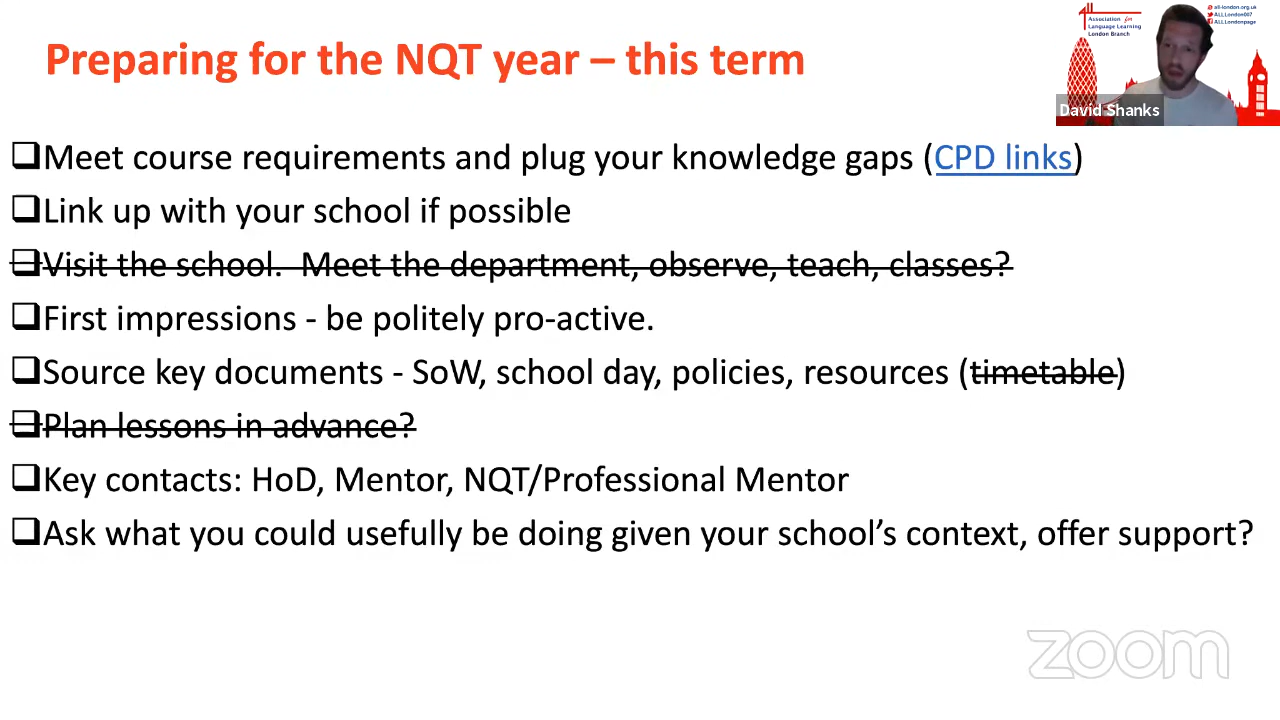 Preparing for the NQT year – this term
Association for
Language Learning
London Branch
all-london.org.uk
ALLLondon007
ALLLondonpage
David Shanks
Meet course requirements and plug your knowledge gaps (CPD links)
Link up with your school if possible
Visit the school. Meet the department, observe, teach, classes?
First impressions - be politely pro-active.
Source key documents - SoW, school day, policies, resources (timetable)
Plan lessons in advance?
Key contacts: HoD, Mentor, NQT/Professional Mentor
Ask what you could usefully be doing given your school’s context, offer support?
zoom